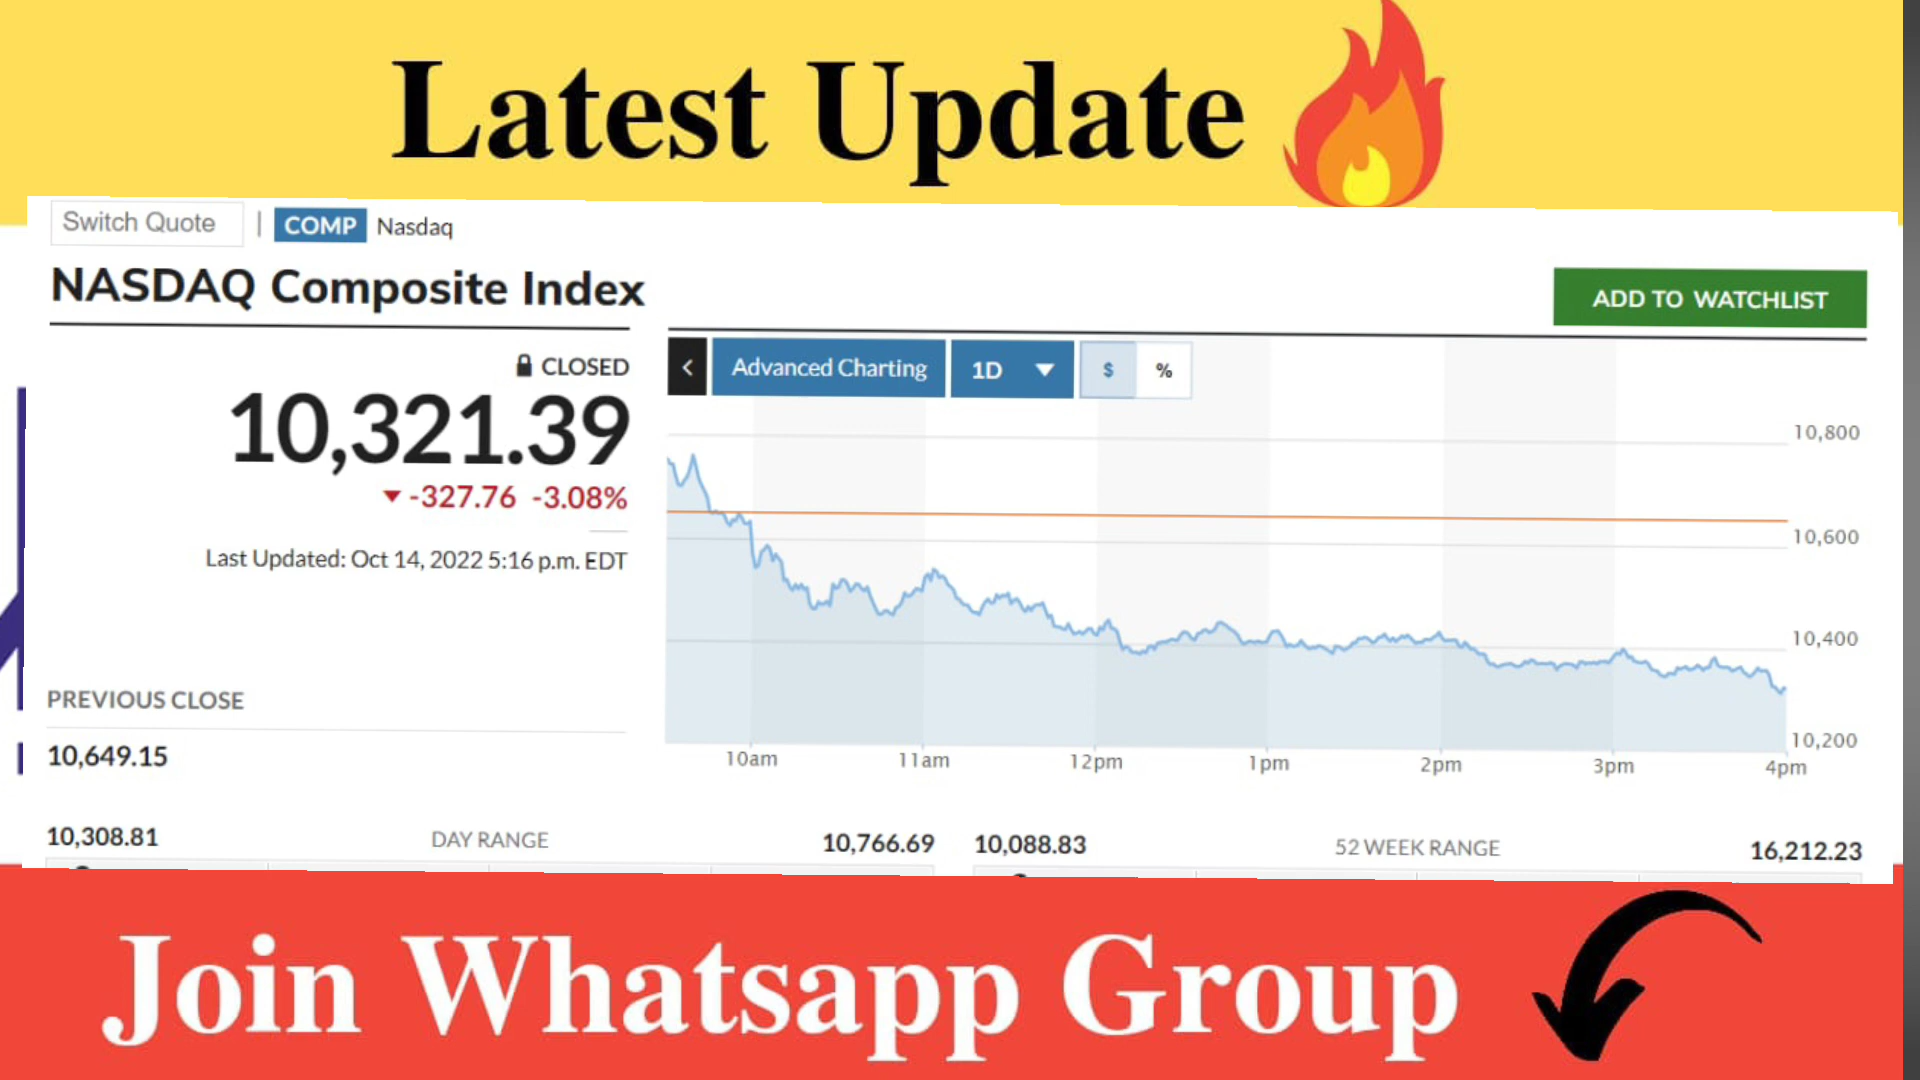 Latest Update
Switch Quote | COMP Nasdaq
NASDAQ Composite Index
ADD TO WATCHLIST
CLOSED
10,321.39
-327.76 -3.08%
Last Updated: Oct 14, 2022 5:16 p.m. EDT
PREVIOUS CLOSE
10,649.15
< Advanced Charting 1D $ %
10,800
10,600
10,400
10,200
10am 11am 12pm 1pm 2pm 3pm 4pm
10,308.81 DAY RANGE 10,766.69 10,088.83 52 WEEK RANGE 16,212.23
Join Whatsapp Group